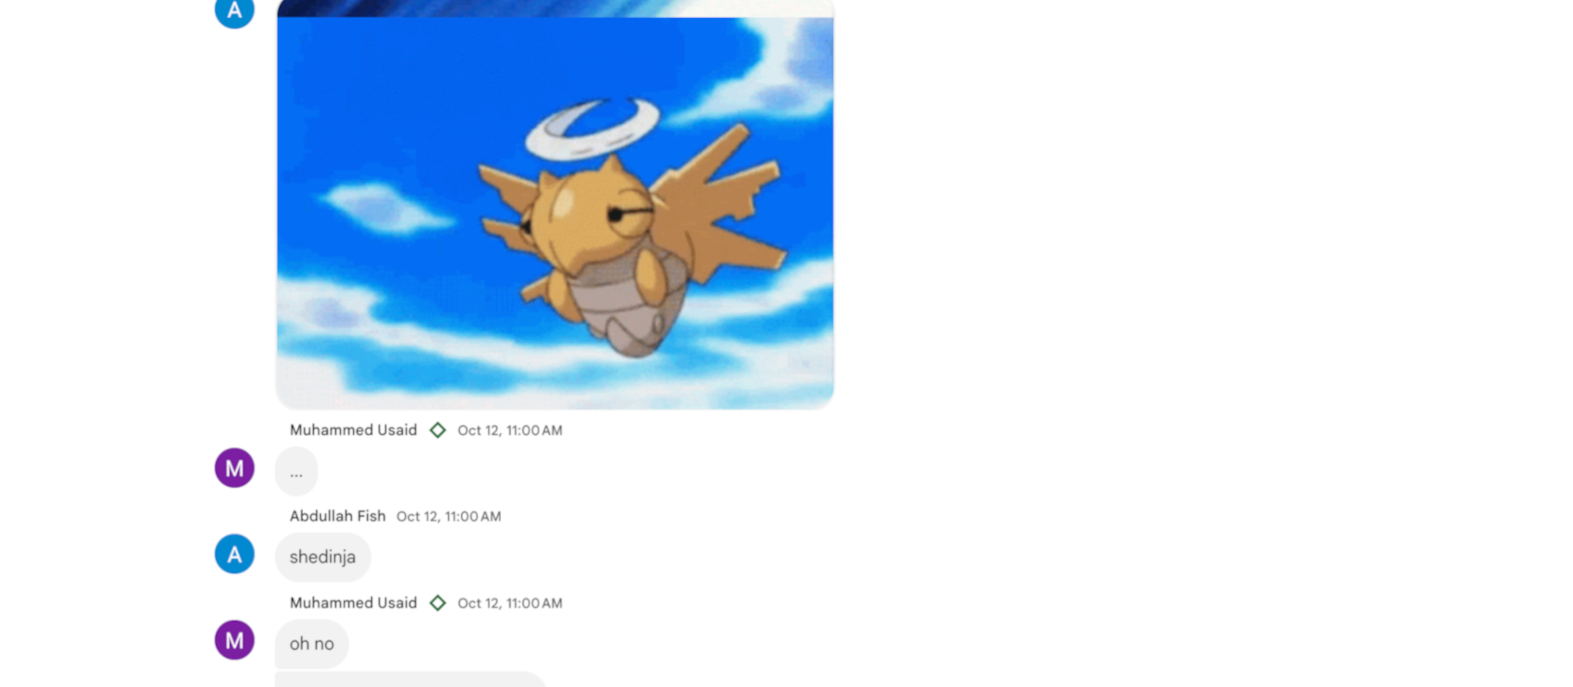 A
Muhammed Usaid Oct 12, 11:00 AM
M
...
Abdullah Fish Oct 12, 11:00 AM
A
shedinja
Muhammed Usaid Oct 12, 11:00 AM
M
oh no